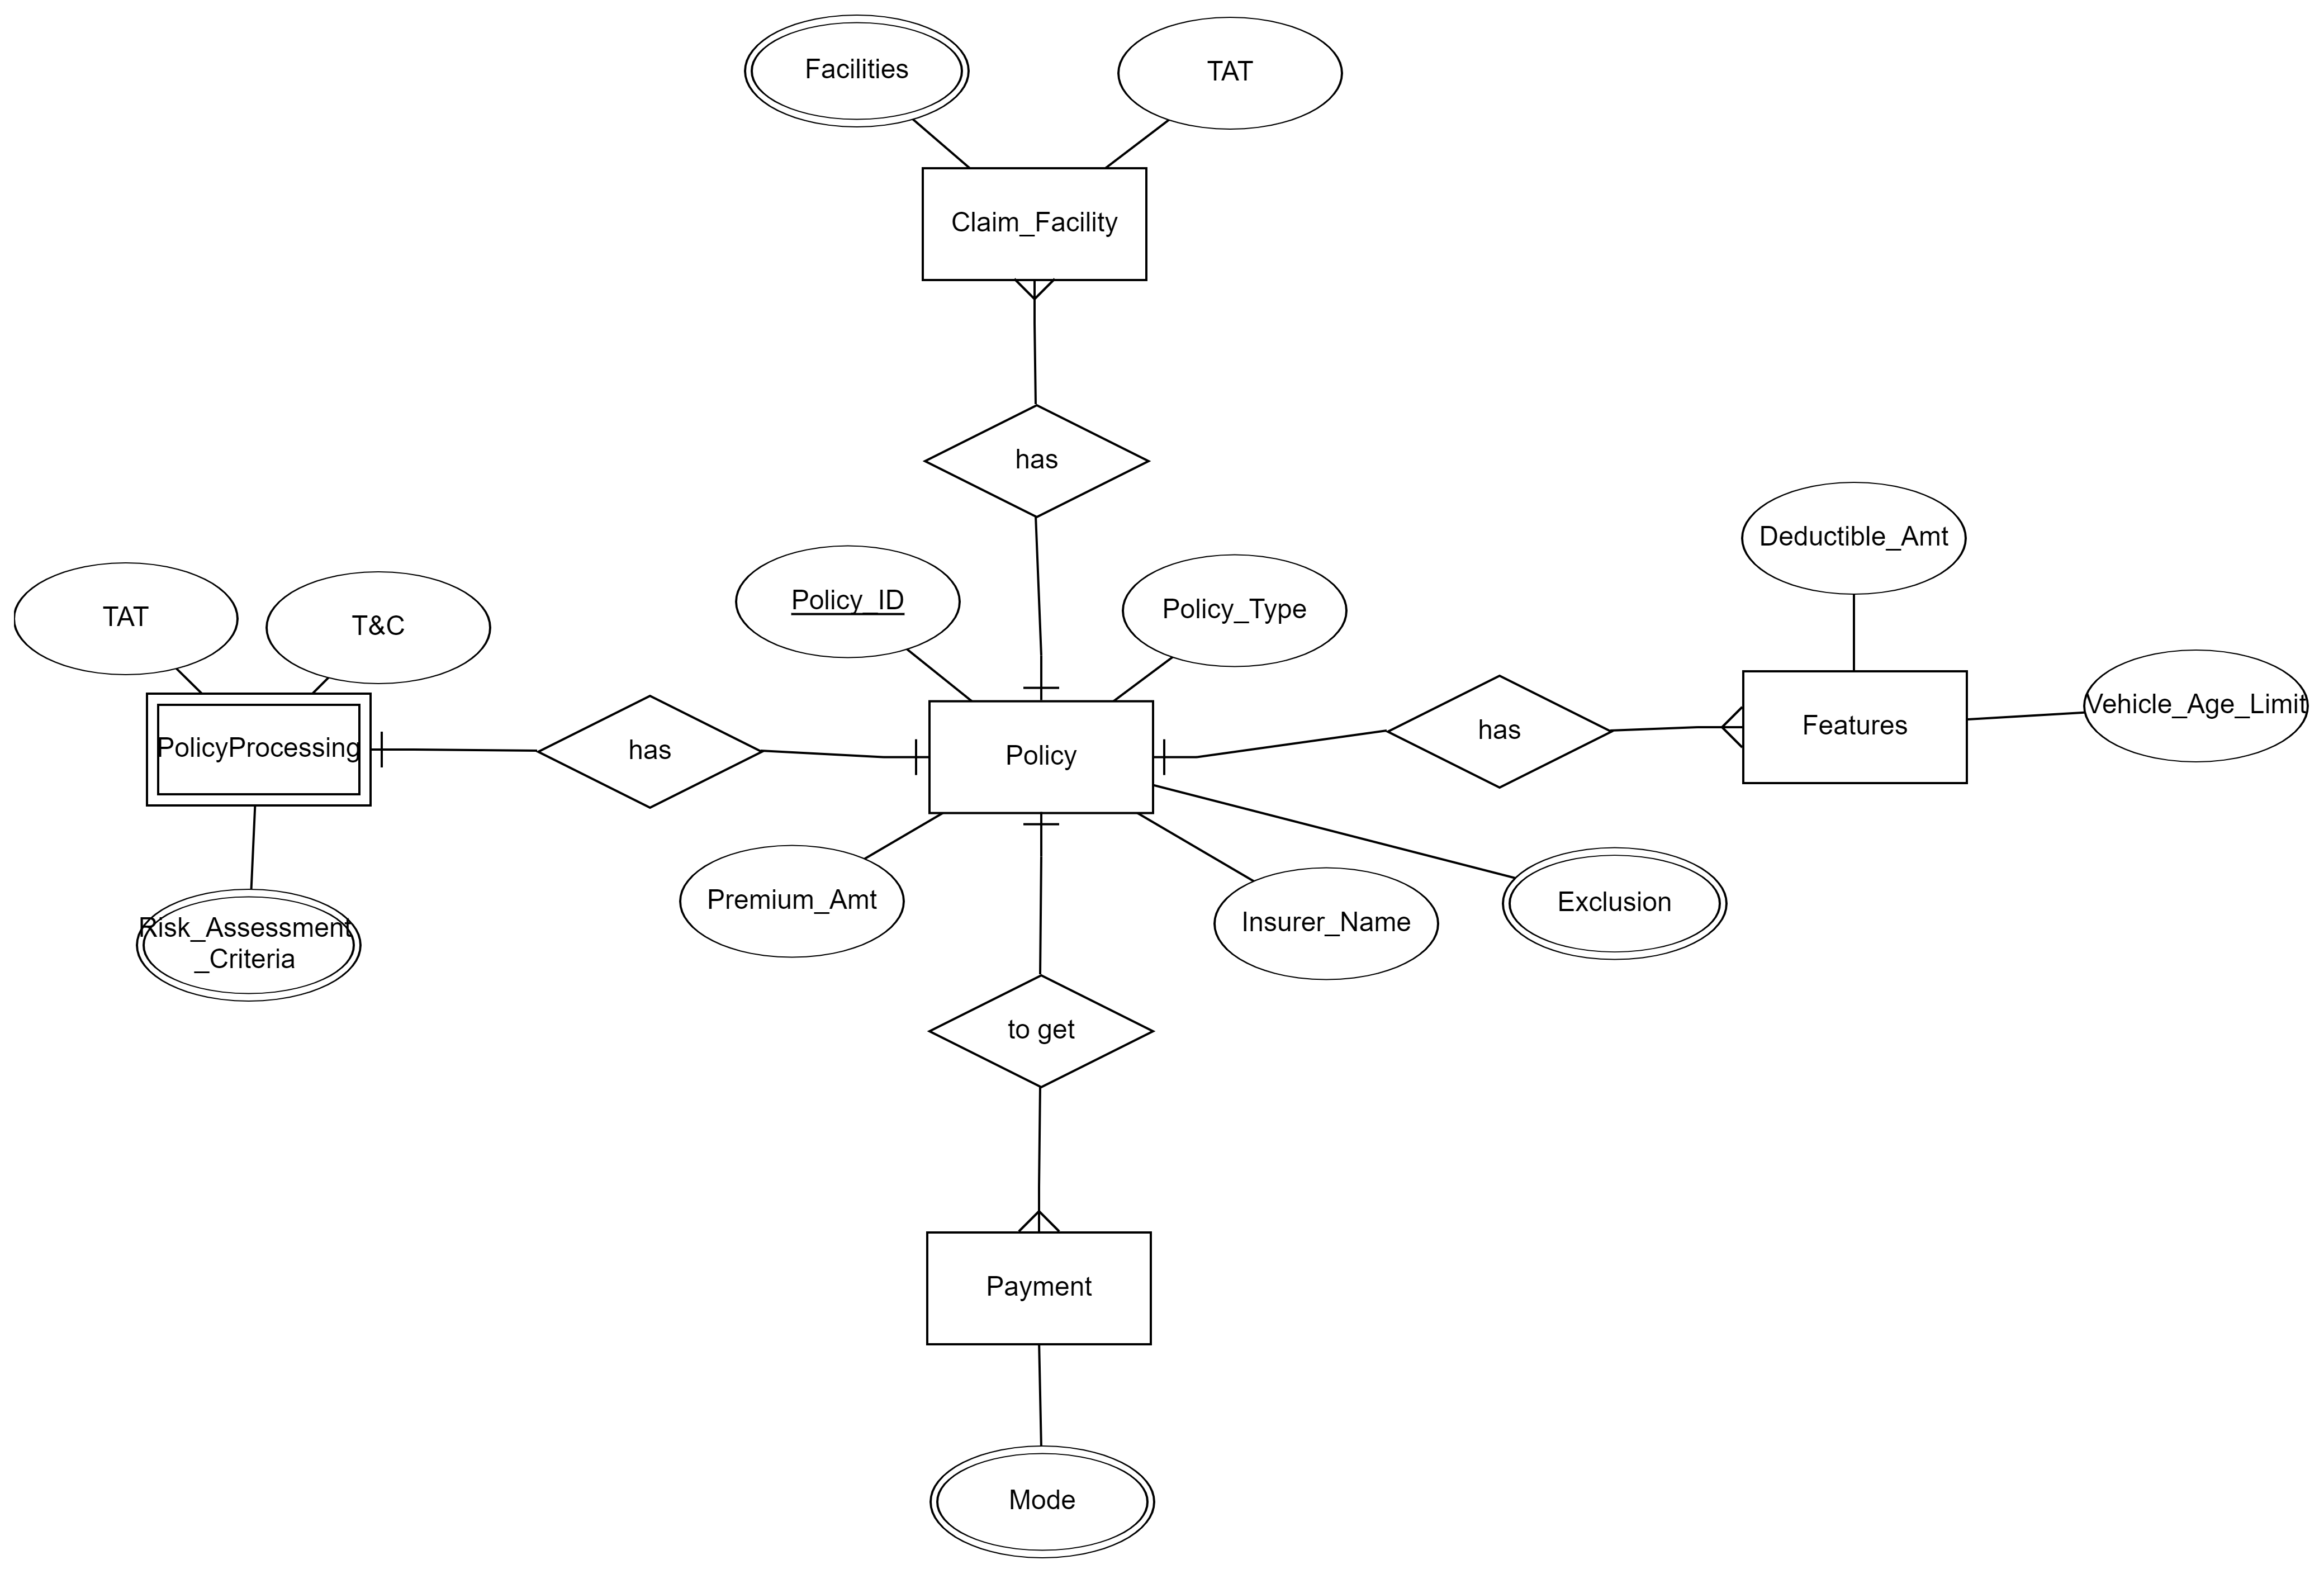 Facilities
TAT
Claim_Facility
has
Deductible_Amt
Policy_ID
Policy_Type
TAT
T&C
Vehicle_Age_Limit
PolicyProcessing
has
Policy
has
Features
Premium_Amt
Insurer_Name
Exclusion
Risk_Assessment
_Criteria
to get
Payment
Mode